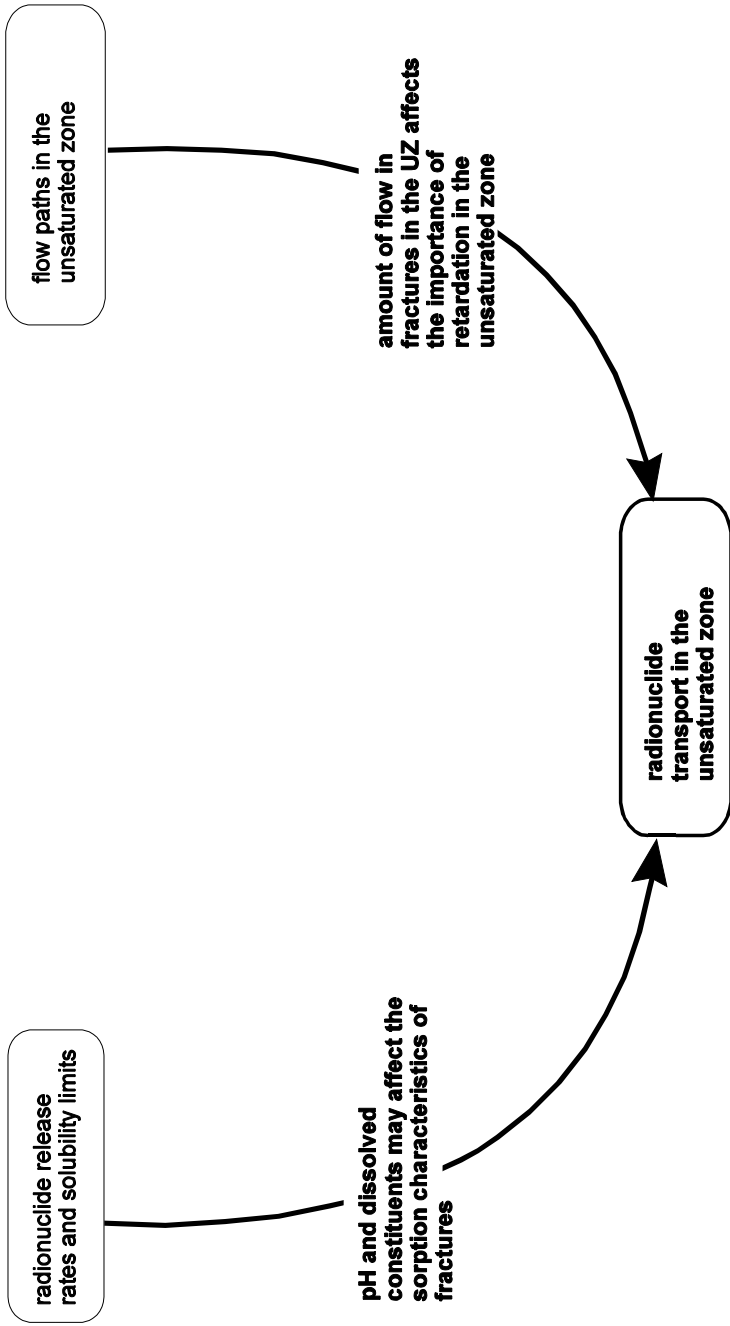 radionuclide release
rates and solubility limits
flow paths in the
unsaturated zone
pH and dissolved
constituents may affect the
sorption characteristics of
fractures
amount of flow in
fractures in the UZ affects
the importance of
retardation in the
unsaturated zone
radionuclide
transport in the
unsaturated zone